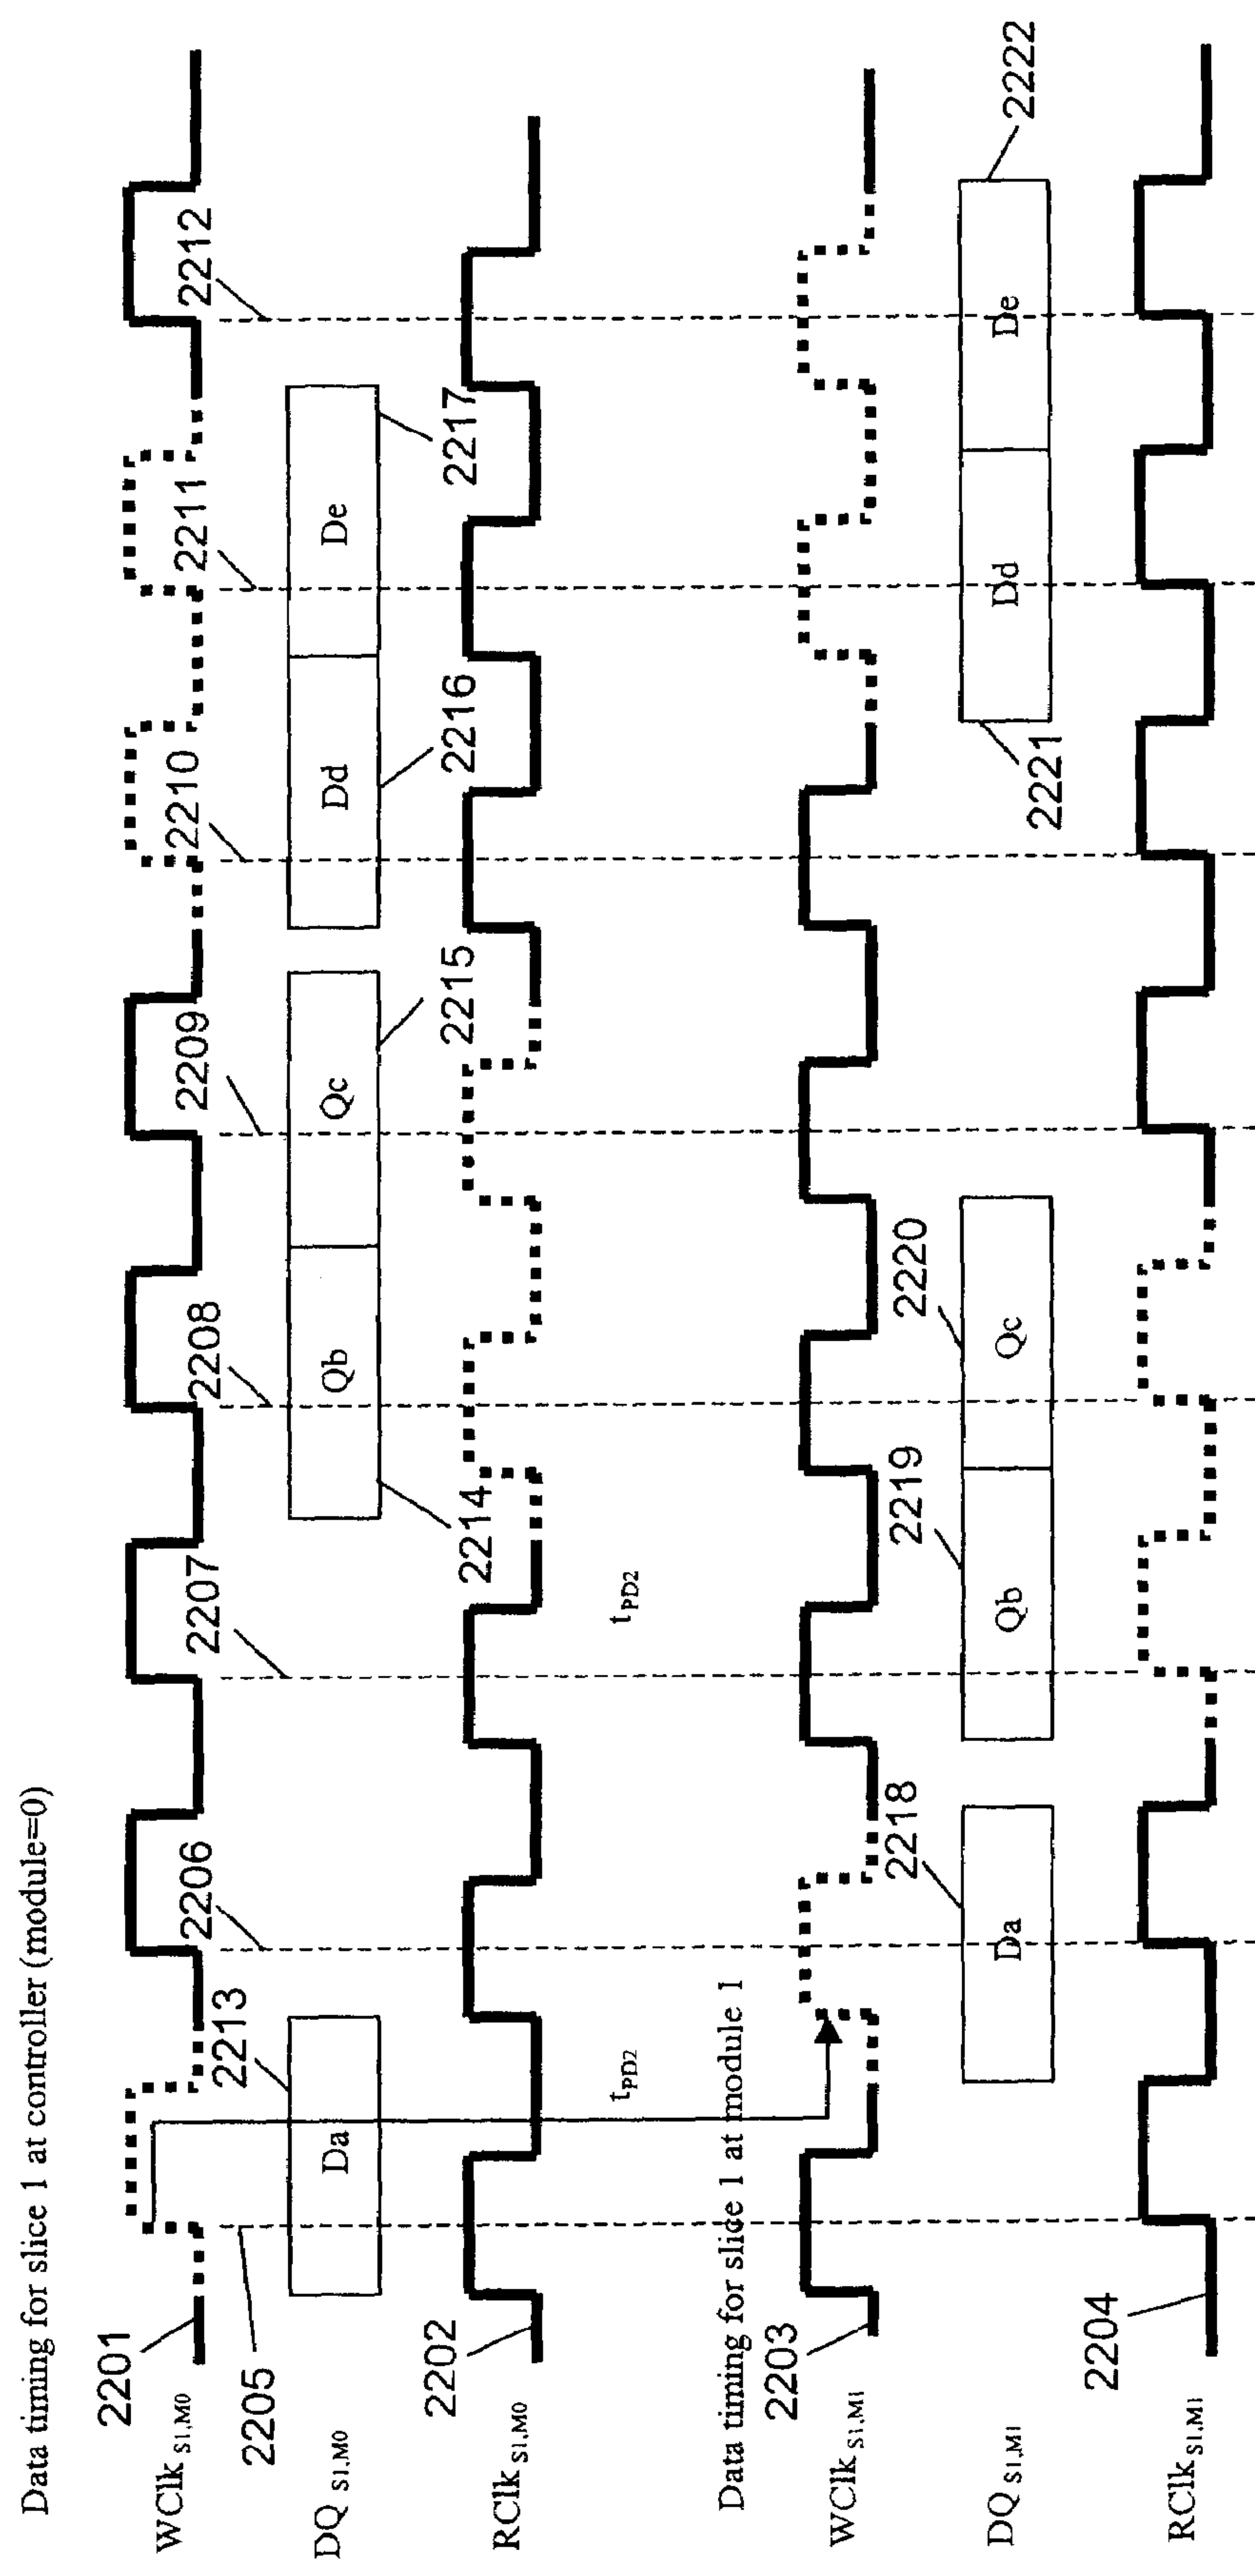 Data timing for slice 1 at controller (module=0)
WClk S1,M0
2201
2205
2206
2207
2208
2209
2210
2211
2212
DQ S1,M0
2213
Da
2214
Qb
Qc
2215
Dd
2216
De
2217
RClk S1,M0
2202
tPD2
tPD2
Data timing for slice 1 at module 1
WClk S1,M1
2203
DQ S1,M1
2218
Da
2219
Qb
2220
Qc
2221
Dd
De
2222
RClk S1,M1
2204